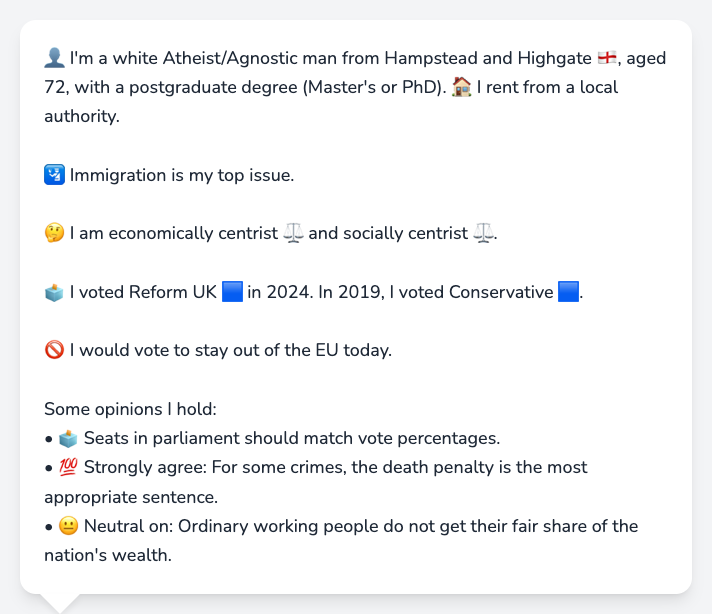 👤 I'm a white Atheist/Agnostic man from Hampstead and Highgate 🏴󠁧󠁢󠁥󠁮󠁧󠁿, aged
72, with a postgraduate degree (Master's or PhD). 🏠 I rent from a local
authority.
🛂 Immigration is my top issue.
🤔 I am economically centrist ⚖️ and socially centrist ⚖️.
🗳️ I voted Reform UK 🟦 in 2024. In 2019, I voted Conservative 🟦.
🚫 I would vote to stay out of the EU today.
Some opinions I hold:
• 🗳️ Seats in parliament should match vote percentages.
• 💯 Strongly agree: For some crimes, the death penalty is the most
appropriate sentence.
• 😐 Neutral on: Ordinary working people do not get their fair share of the
nation's wealth.